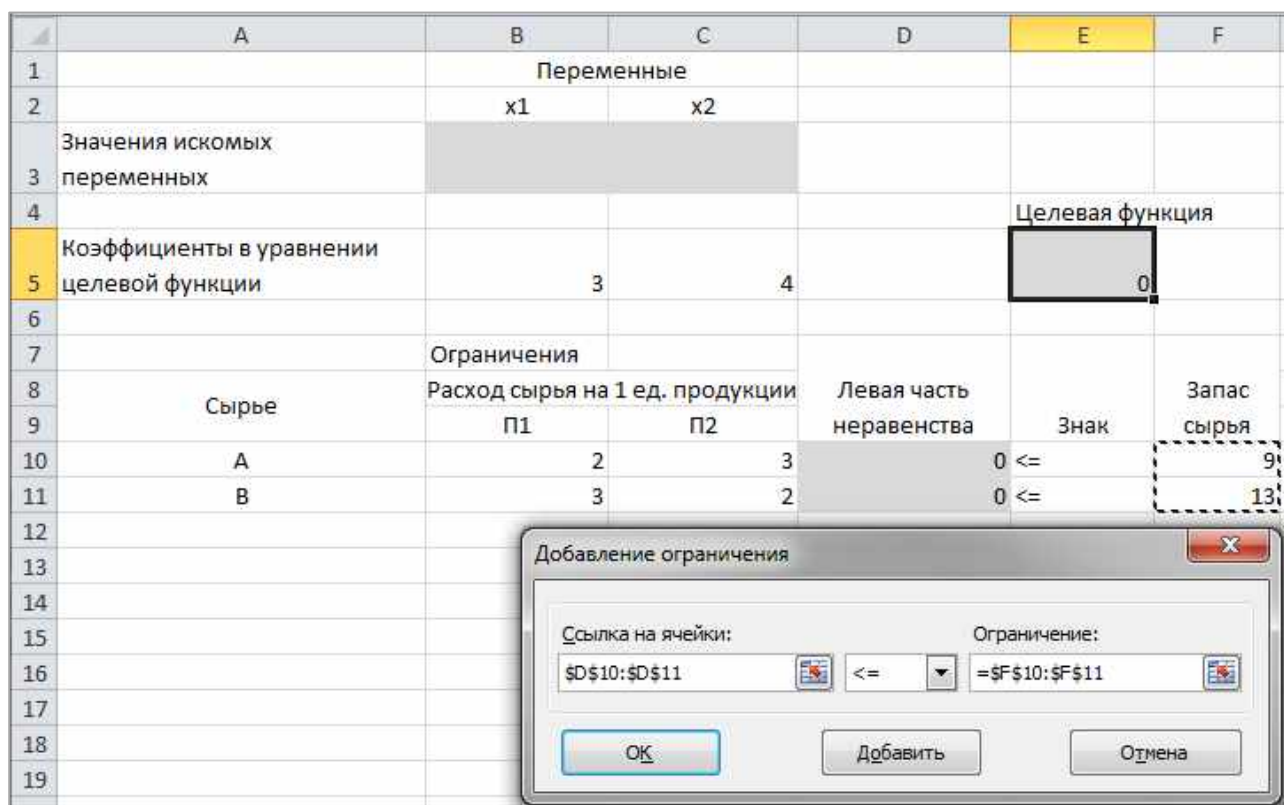 A B C D E F
1 Переменные
2 x1 x2
Значения искомых
3 переменных
4 Целевая функция
Коэффициенты в уравнении
5 целевой функции 3 4 0
6
7 Ограничения
8 Сырье Расход сырья на 1 ед. продукции Левая часть Запас
9 П1 П2 неравенства Знак сырья
10 А 2 3 0 <= 9
11 В 3 2 0 <= 13
12
13
14
15
16
17
18
19
Добавление ограничения
Ссылка на ячейки: Ограничение:
$D$10:$D$11 <= =$F$10:$F$11
ОК Добавить Отмена